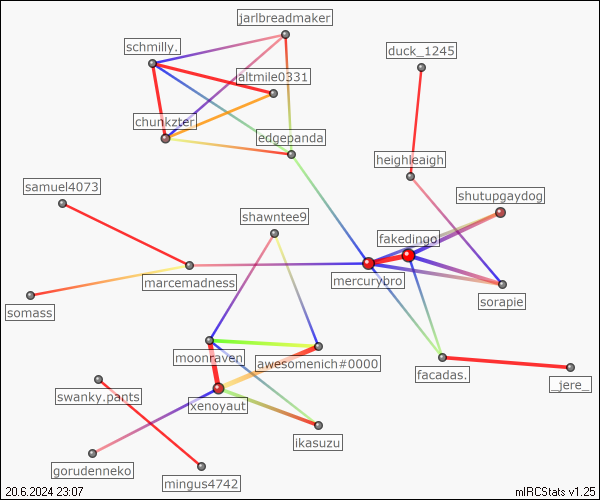 jarlbreadmaker
schmilly.
duck_1245
altmile0331
chunkzter
edgepanda
heighleaigh
samuel4073
shutupgaydog
shawntee9
fakedingo
marcemadness
mercurybro
sorapie
somass
moonraven
awesomenich#0000
facadas.
_jere_
swanky.pants
xenoyaut
ikasuzu
gorudenneko
mingus4742
20.6.2024 23:07
mIRCStats v1.25